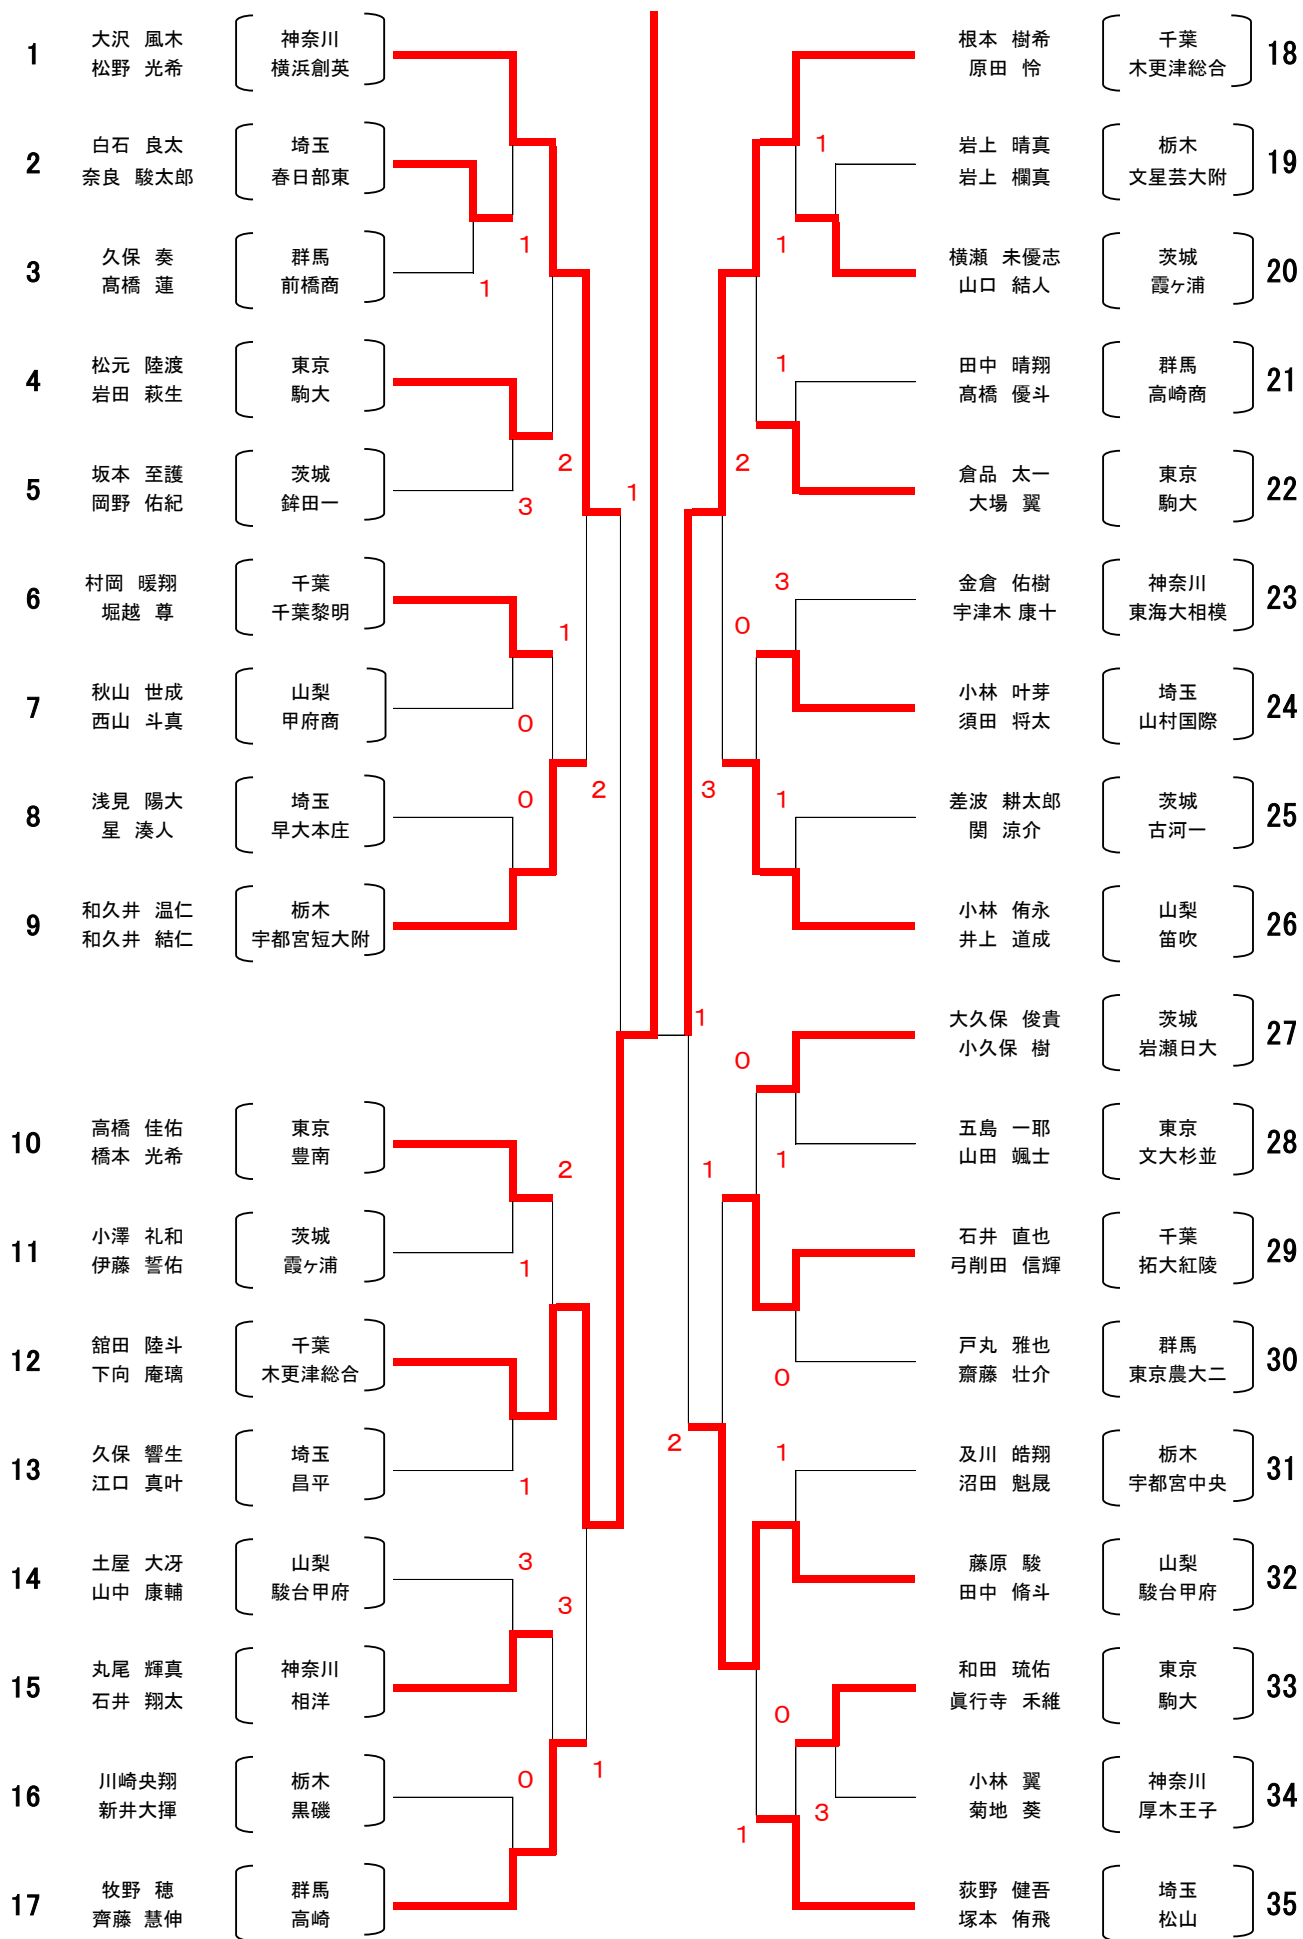 1 大沢 風木 神奈川
松野 光希 横浜創英
2 白石 良太 埼玉
奈良 駿太郎 春日部東
1
3 久保 奏 群馬
髙橋 蓮 前橋商
1
4 松元 陸渡 東京
岩田 萩生 駒大
2
5 坂本 至護 茨城
岡野 佑紀 鉾田一
3
1
6 村岡 暖翔 千葉
堀越 尊 千葉黎明
1
7 秋山 世成 山梨
西山 斗真 甲府商
0
8 浅見 陽大 埼玉
星 湊人 早大本庄
0
2
9 和久井 温仁 栃木
和久井 結仁 宇都宮短大附
10 高橋 佳佑 東京
橋本 光希 豊南
2
11 小澤 礼和 茨城
伊藤 誓佑 霞ヶ浦
1
12 舘田 陸斗 千葉
下向 庵璃 木更津総合
13 久保 響生 埼玉
江口 真叶 昌平
1
14 土屋 大冴 山梨
山中 康輔 駿台甲府
3
3
15 丸尾 輝真 神奈川
石井 翔太 相洋
16 川崎央翔 栃木
新井大揮 黒磯
0
1
17 牧野 穂 群馬
齊藤 慧伸 高崎
根本 樹希 千葉 18
原田 怜 木更津総合
1
岩上 晴真 栃木 19
岩上 欄真 文星芸大附
1
横瀬 未優志 茨城 20
山口 結人 霞ヶ浦
1
田中 晴翔 群馬 21
髙橋 優斗 高崎商
2
倉品 太一 東京 22
大場 翼 駒大
3
金倉 佑樹 神奈川 23
宇津木 康十 東海大相模
0
小林 叶芽 埼玉 24
須田 将太 山村国際
3
1
差波 耕太郎 茨城 25
関 涼介 古河一
小林 侑永 山梨 26
井上 道成 笛吹
1
大久保 俊貴 茨城 27
小久保 樹 岩瀬日大
0
五島 一耶 東京 28
山田 颯士 文大杉並
1
1
石井 直也 千葉 29
弓削田 信輝 拓大紅陵
戸丸 雅也 群馬 30
齋藤 壮介 東京農大二
0
2
1
及川 皓翔 栃木 31
沼田 魁晟 宇都宮中央
藤原 駿 山梨 32
田中 脩斗 駿台甲府
和田 琉佑 東京 33
眞行寺 禾維 駒大
0
小林 翼 神奈川 34
菊地 葵 厚木王子
3
1
荻野 健吾 埼玉 35
塚本 侑飛 松山